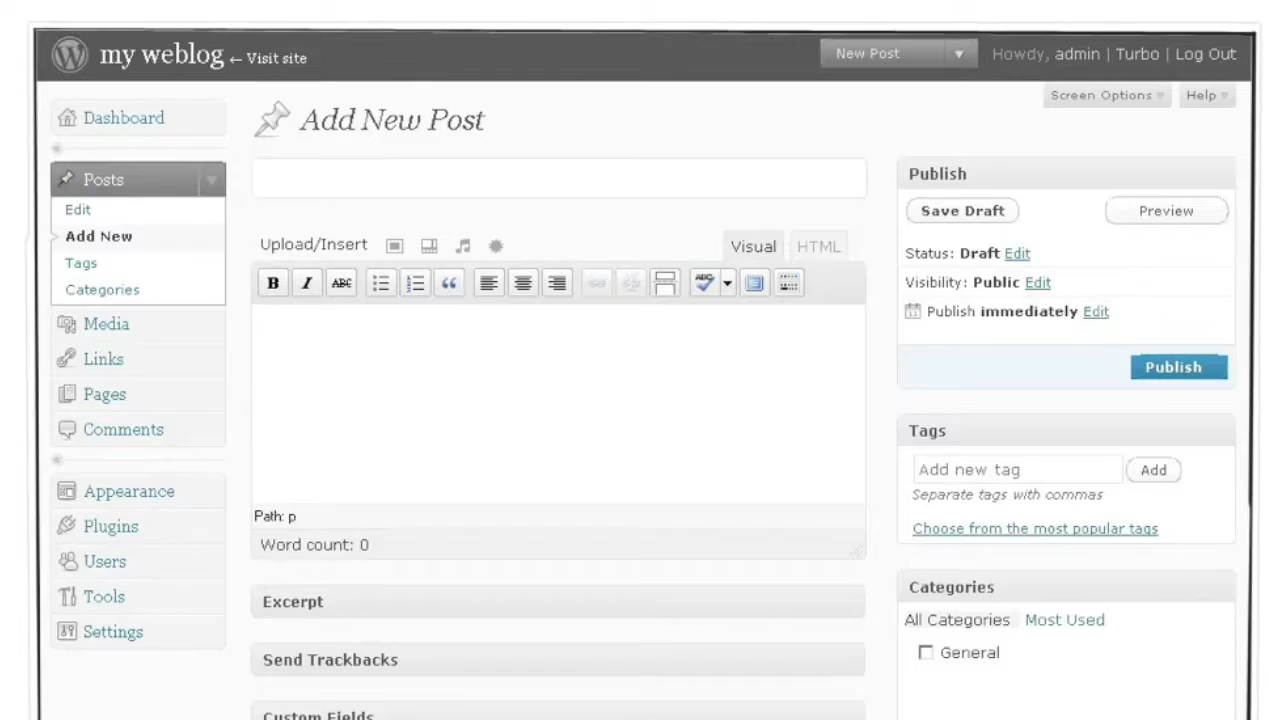 my weblog ← Visit site
New Post
Howdy, admin | Turbo | Log Out
Screen Options
Help
Dashboard
Posts
Edit
Add New
Tags
Categories
Media
Links
Pages
Comments
Appearance
Plugins
Users
Tools
Settings
Add New Post
Upload/Insert
Visual
HTML
B I ABC ABC
Path: p
Word count: 0
Excerpt
Send Trackbacks
Custom Fields
Publish
Save Draft
Preview
Status: Draft Edit
Visibility: Public Edit
Publish immediately Edit
Publish
Tags
Add new tag
Add
Separate tags with commas
Choose from the most popular tags
Categories
All Categories Most Used
General